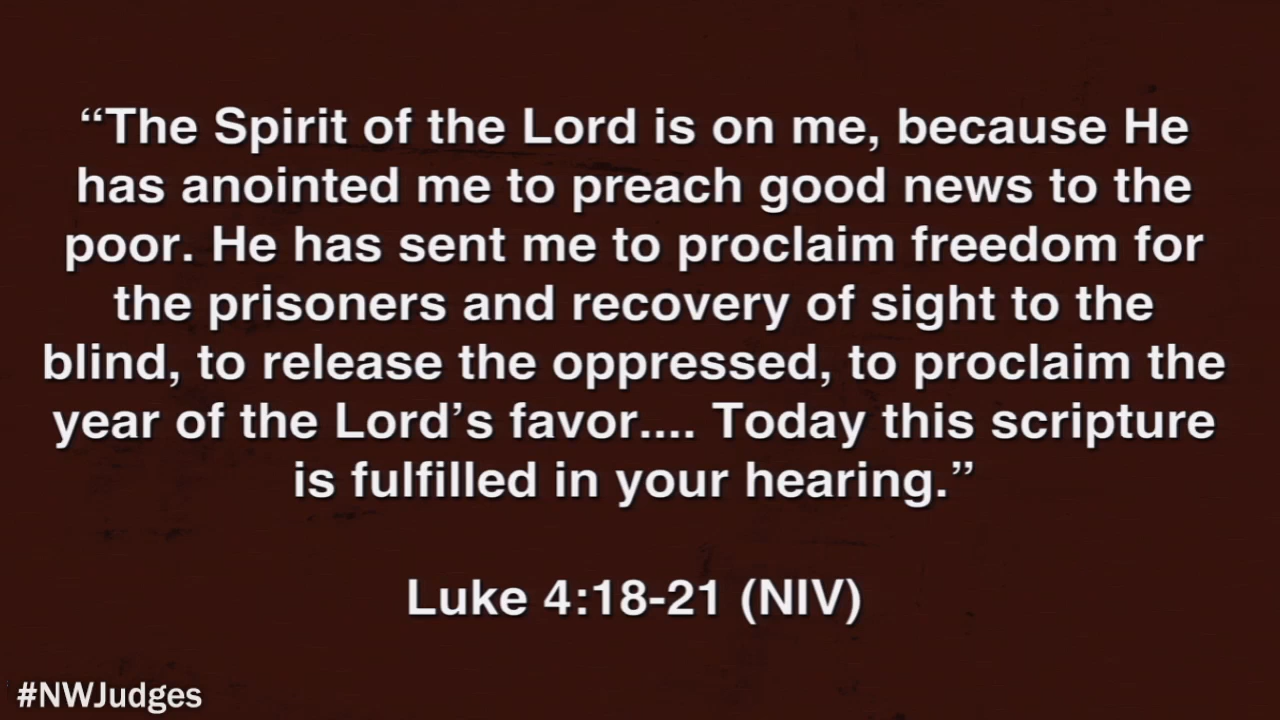 “The Spirit of the Lord is on me, because He
has anointed me to preach good news to the
poor. He has sent me to proclaim freedom for
the prisoners and recovery of sight to the
blind, to release the oppressed, to proclaim the
year of the Lord’s favor.... Today this scripture
is fulfilled in your hearing.”
Luke 4:18-21 (NIV)
#NWJudges